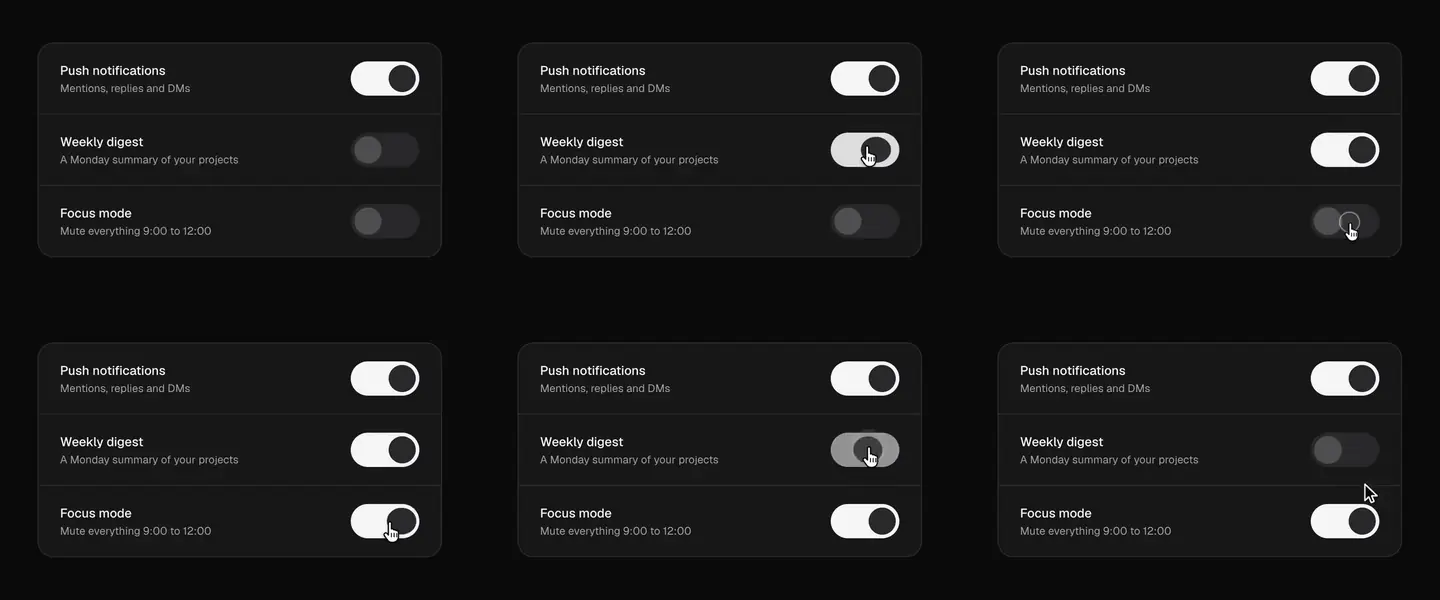 Push notifications
Mentions, replies and DMs
Weekly digest
A Monday summary of your projects
Focus mode
Mute everything 9:00 to 12:00
Push notifications
Mentions, replies and DMs
Weekly digest
A Monday summary of your projects
Focus mode
Mute everything 9:00 to 12:00
Push notifications
Mentions, replies and DMs
Weekly digest
A Monday summary of your projects
Focus mode
Mute everything 9:00 to 12:00
Push notifications
Mentions, replies and DMs
Weekly digest
A Monday summary of your projects
Focus mode
Mute everything 9:00 to 12:00
Push notifications
Mentions, replies and DMs
Weekly digest
A Monday summary of your projects
Focus mode
Mute everything 9:00 to 12:00
Push notifications
Mentions, replies and DMs
Weekly digest
A Monday summary of your projects
Focus mode
Mute everything 9:00 to 12:00